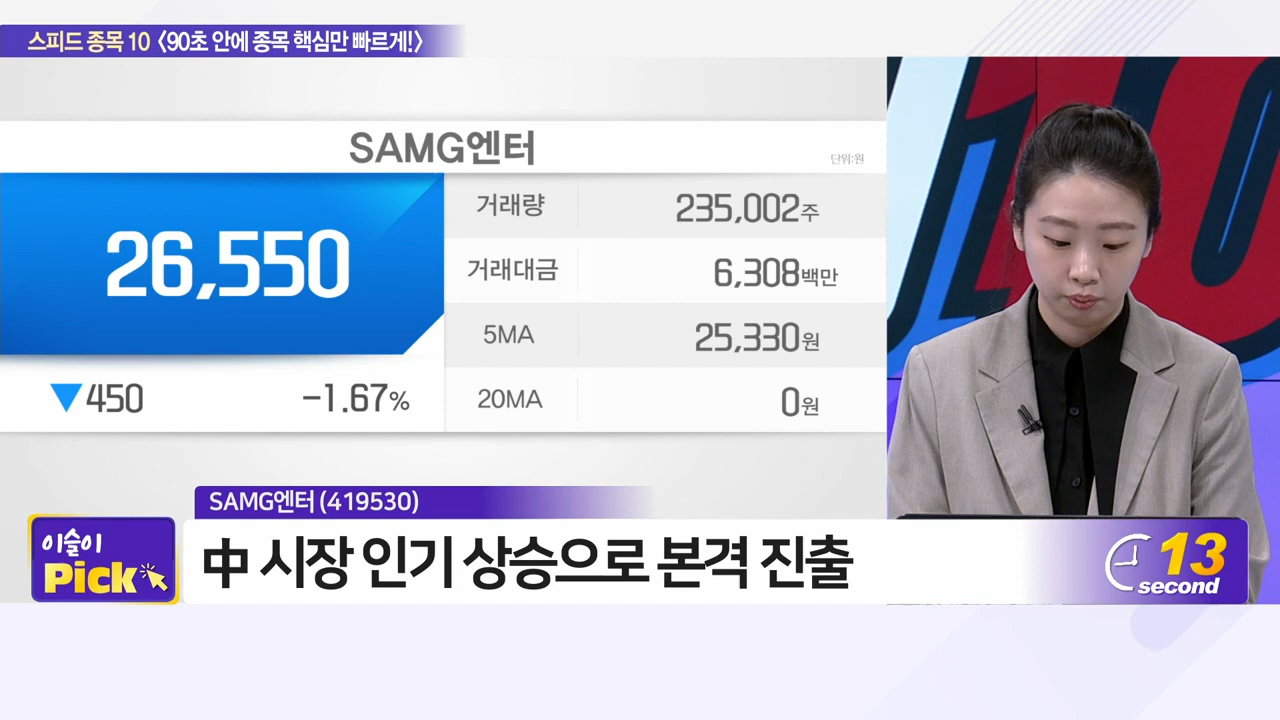 스피드 종목 10 <90초 안에 종목 핵심만 빠르게!>
SAMG엔터
단위:원
26,550
▼450 -1.67%
거래량 235,002주
거래대금 6,308백만
5MA 25,330원
20MA 0원
10
SAMG엔터 (419530)
이슬이
Pick
中 시장 인기 상승으로 본격 진출
13
second